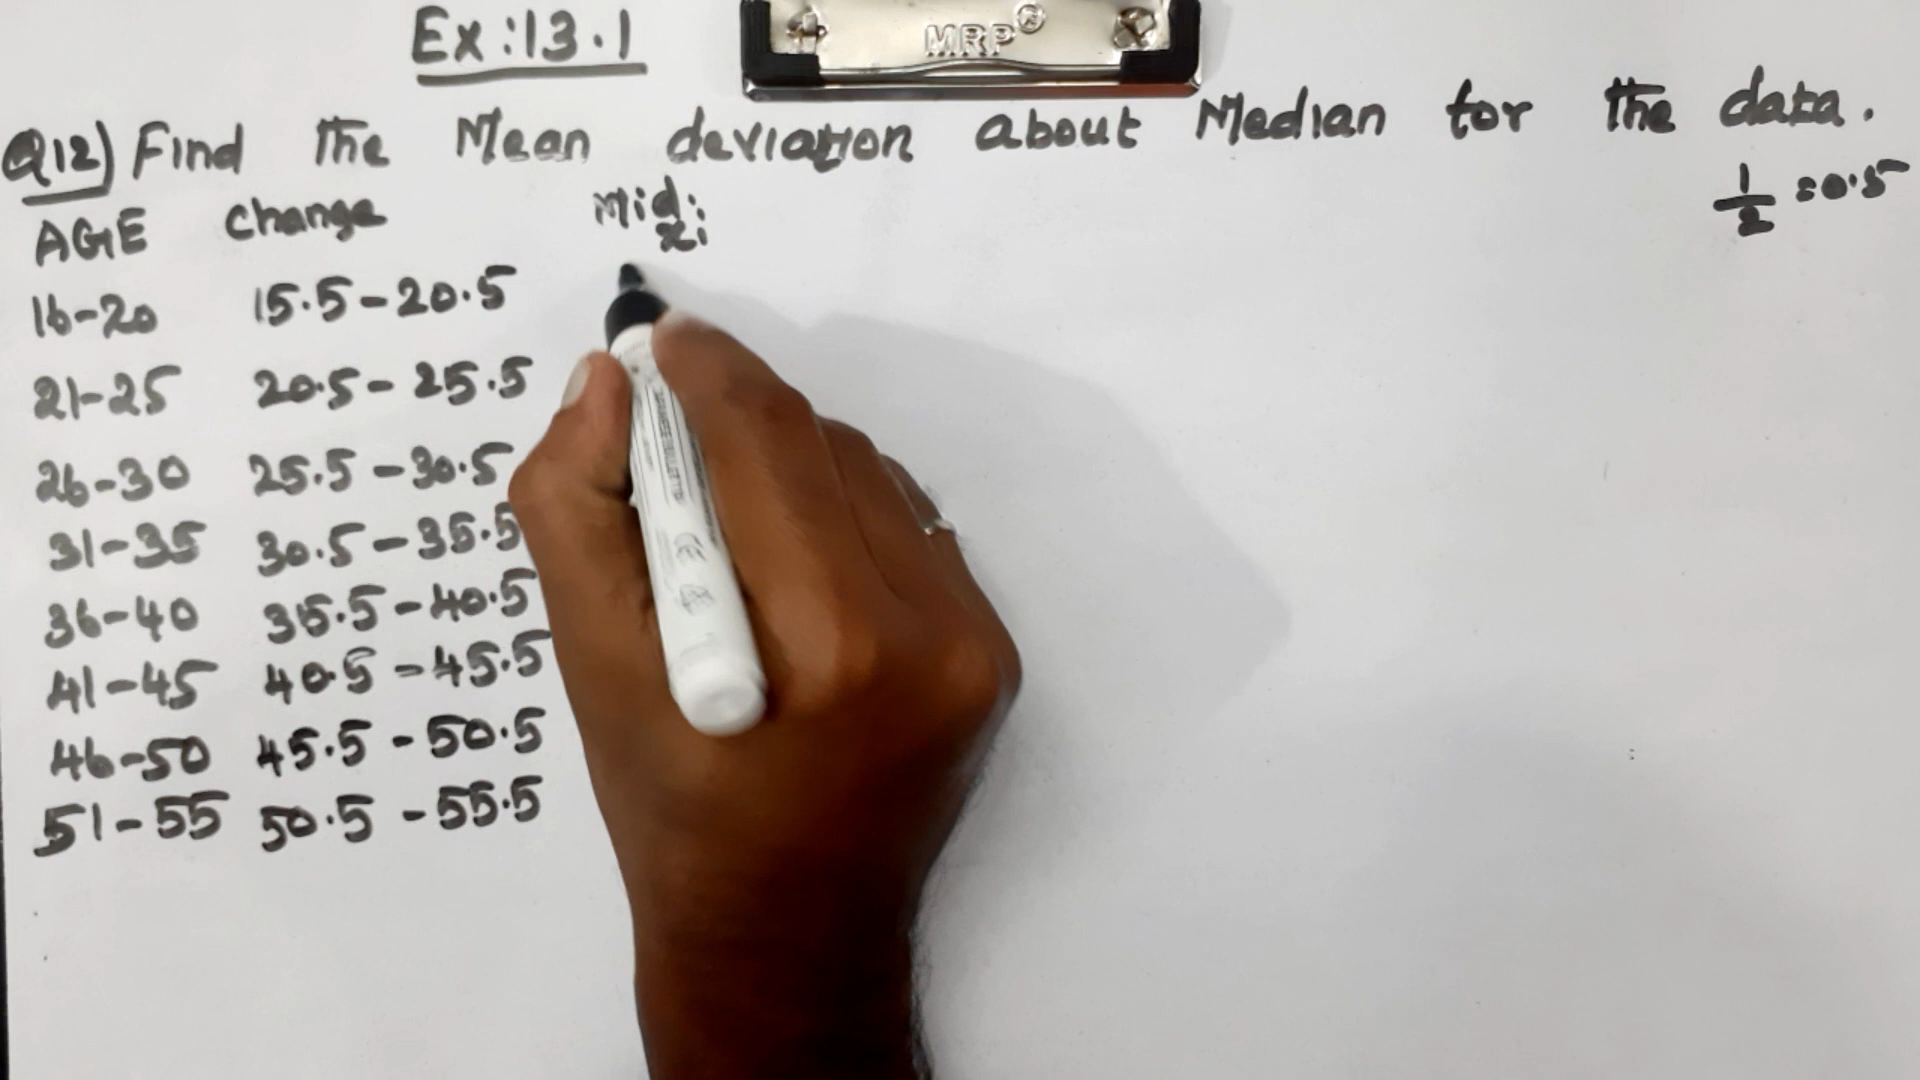 Ex:13.1
MRP®
Q12) Find the Mean deviation about Median for the data.
1/2 = 0.5
AGE Change Mid: xi
16-20 15.5-20.5
21-25 20.5-25.5
26-30 25.5-30.5
31-35 30.5-35.5
36-40 35.5-40.5
41-45 40.5-45.5
46-50 45.5-50.5
51-55 50.5-55.5